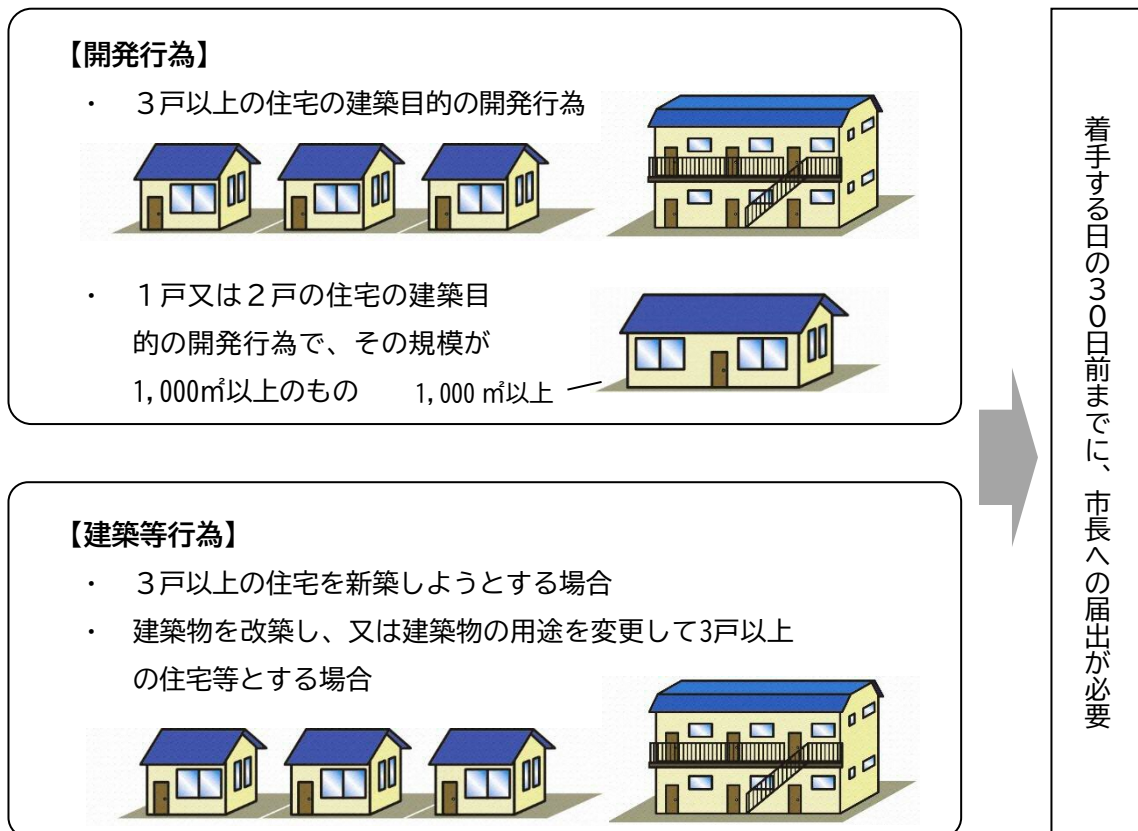 【開発行為】
・ ３戸以上の住宅の建築目的の開発行為
・ １戸又は２戸の住宅の建築目
的の開発行為で、その規模が
1,000㎡以上のもの
1,000 ㎡以上
【建築等行為】
・ ３戸以上の住宅を新築しようとする場合
・ 建築物を改築し、又は建築物の用途を変更して3戸以上
の住宅等とする場合
着手する日の３０日前までに、市長への届出が必要